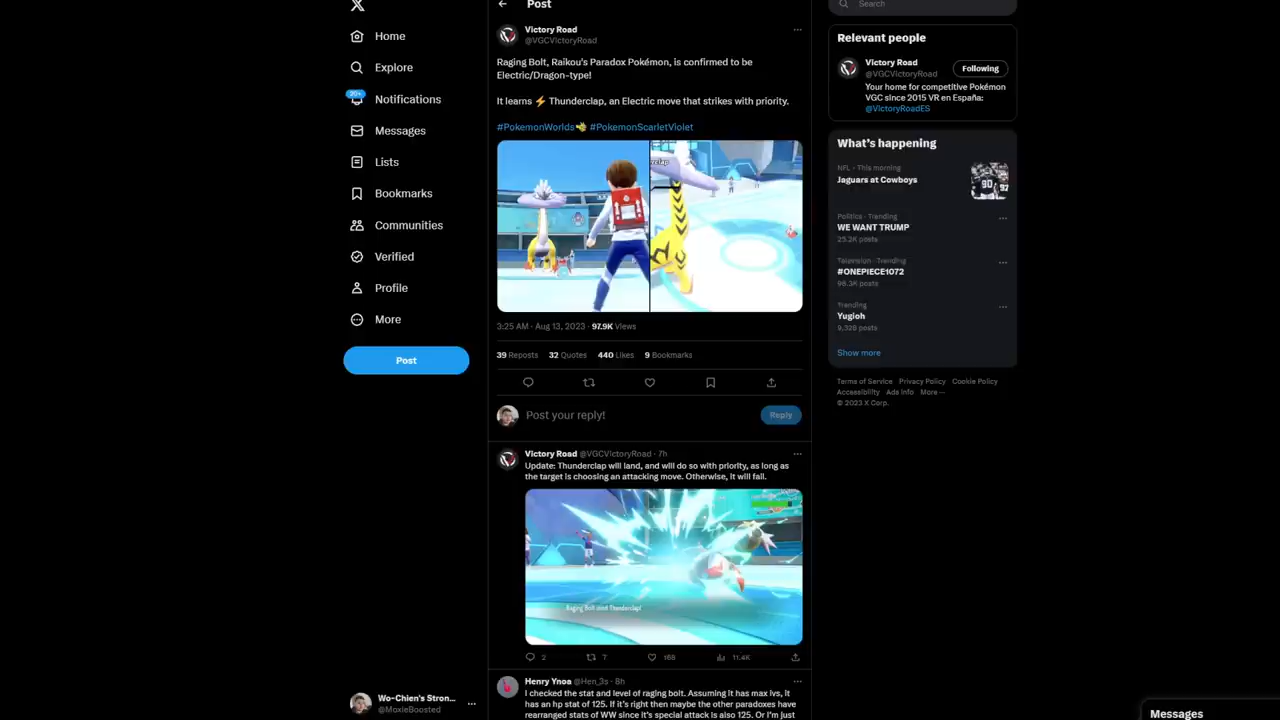 Home
Explore
20+
Notifications
Messages
Lists
Bookmarks
Communities
Verified
Profile
More
Post
Wo-Chien's Stron...
@MoxieBoosted
Post
Victory Road
@VGCVictoryRoad
Raging Bolt, Raikou's Paradox Pokémon, is confirmed to be
Electric/Dragon-type!
It learns ⚡ Thunderclap, an Electric move that strikes with priority.
#PokemonWorlds #PokemonScarletViolet
3:25 AM · Aug 13, 2023 · 97.9K Views
39 Reposts 32 Quotes 440 Likes 9 Bookmarks
Post your reply!
Reply
Victory Road @VGCVictoryRoad · 7h
Update: Thunderclap will land, and will do so with priority, as long as
the target is choosing an attacking move. Otherwise, it will fail.
Raging Bolt used Thunderclap!
2 7 188 11.4K
Henry Ynoa @Hen_3s · 8h
I checked the stat and level of raging bolt. Assuming it has max ivs, it
has an hp stat of 125. If it's right then maybe the other paradoxes have
rearranged stats of WW since it's special attack is also 125. Or I'm just
Search
Relevant people
Victory Road
@VGCVictoryRoad
Following
Your home for competitive Pokémon
VGC since 2015 VR en España:
@VictoryRoadES
What's happening
NFL · This morning
Jaguars at Cowboys
Politics · Trending
WE WANT TRUMP
25.2K posts
Television · Trending
#ONEPIECE1072
98.3K posts
Trending
Yugioh
9,328 posts
Show more
Terms of Service Privacy Policy Cookie Policy
Accessibility Ads info More ···
© 2023 X Corp.
Messages